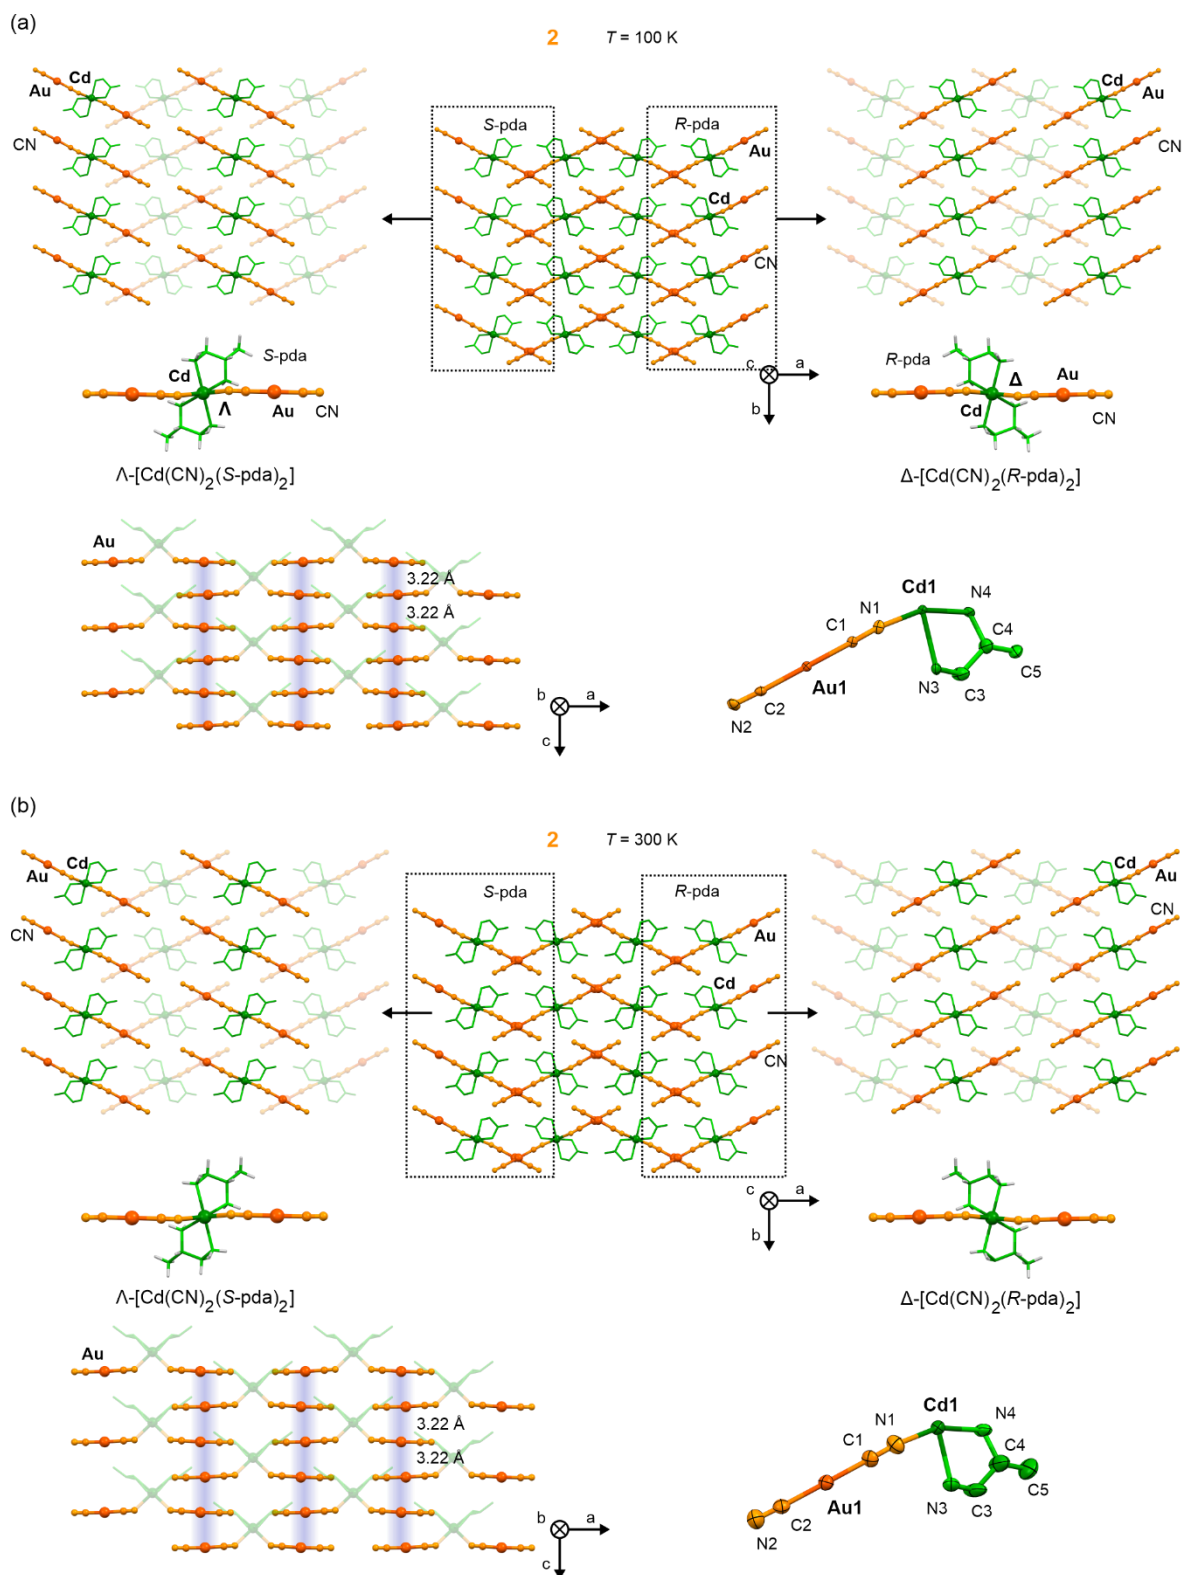 (a)
2 T = 100 K
Cd
Au
CN
S-pda
R-pda
Au
Cd
CN
Cd
Au
CN
c a
b
S-pda
Cd
Λ
Au
CN
Λ-[Cd(CN)₂(S-pda)₂]
R-pda
Δ
Au
Cd
CN
Δ-[Cd(CN)₂(R-pda)₂]
Au
3.22 Å
3.22 Å
b a
c
Cd1
N1
N4
C1
C4
C5
N3
C3
Au1
C2
N2
(b)
2 T = 300 K
Cd
Au
CN
S-pda
R-pda
Au
Cd
CN
Cd
Au
CN
c a
b
Λ-[Cd(CN)₂(S-pda)₂]
Δ-[Cd(CN)₂(R-pda)₂]
Au
3.22 Å
3.22 Å
b a
c
Cd1
N1
N4
C1
C4
C5
N3
C3
Au1
C2
N2